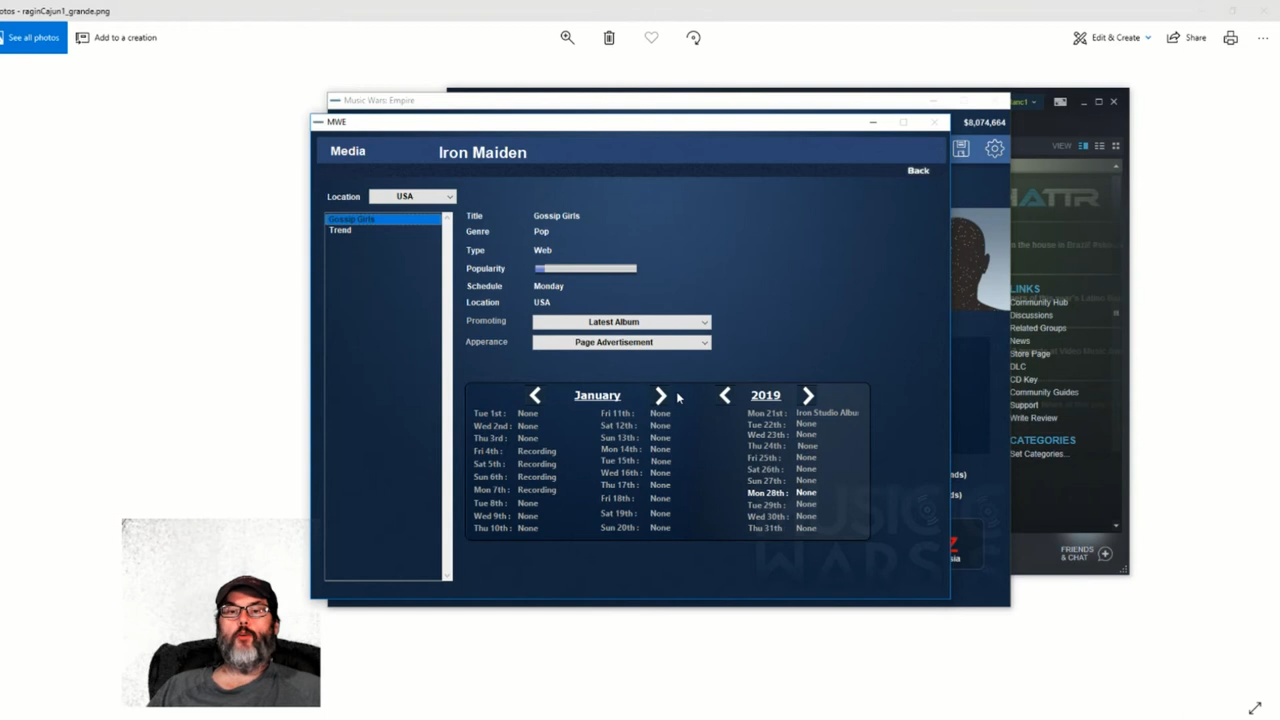 otos - raginCajun1_grande.png
See all photos
Add to a creation
Edit & Create
Share
Music Wars: Empire
MWE
$8,074,664
Media
Iron Maiden
Back
VIEW
Location
USA
Gossip Girls
Trend
Title
Gossip Girls
Genre
Pop
Type
Web
Popularity
Schedule
Monday
Location
USA
Promoting
Latest Album
Apperance
Page Advertisement
January
2019
Tue 1st : None
Wed 2nd : None
Thu 3rd : None
Fri 4th : Recording
Sat 5th : Recording
Sun 6th : Recording
Mon 7th : Recording
Tue 8th : None
Wed 9th : None
Thu 10th : None
Fri 11th : None
Sat 12th : None
Sun 13th : None
Mon 14th : None
Tue 15th : None
Wed 16th : None
Thu 17th : None
Fri 18th : None
Sat 19th : None
Sun 20th : None
Mon 21st : Iron Studio Albu
Tue 22th : None
Wed 23th : None
Thu 24th : None
Fri 25th : None
Sat 26th : None
Sun 27th : None
Mon 28th : None
Tue 29th : None
Wed 30th : None
Thu 31th None
MUSIC
WARS
HATTR
LINKS
Community Hub
Discussions
Related Groups
News
Store Page
DLC
CD Key
Community Guides
Support
Write Review
CATEGORIES
Set Categories...
FRIENDS
& CHAT